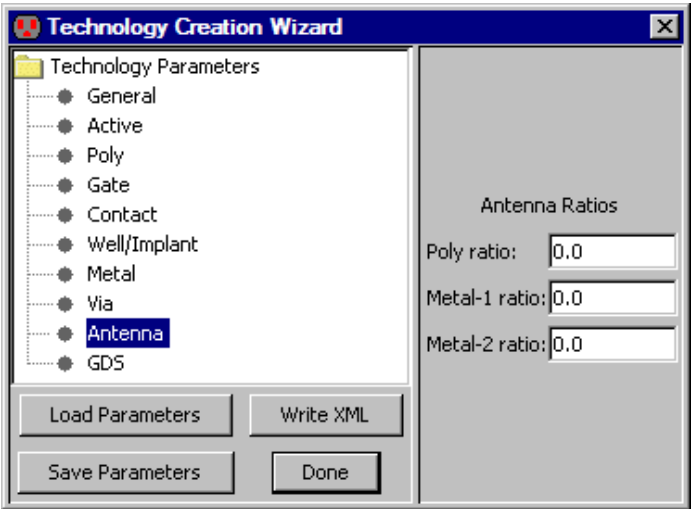 Technology Creation Wizard
Technology Parameters
General
Active
Poly
Gate
Contact
Well/Implant
Metal
Via
Antenna
GDS
Load Parameters
Write XML
Save Parameters
Done
Antenna Ratios
Poly ratio: 0.0
Metal-1 ratio: 0.0
Metal-2 ratio: 0.0